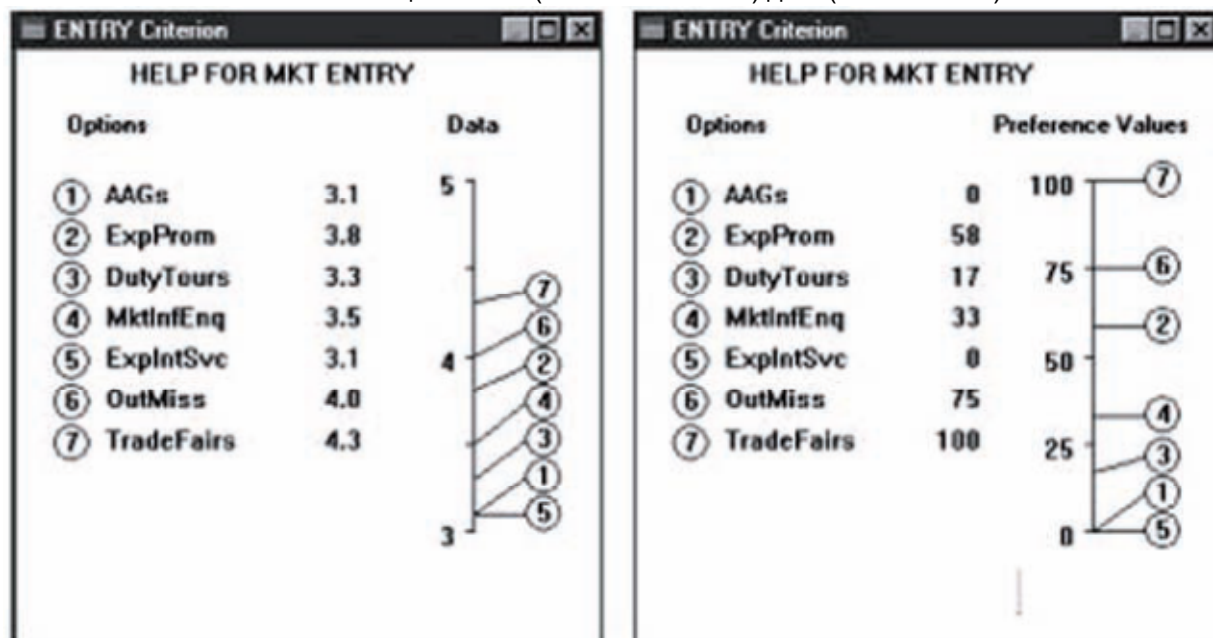 ENTRY Criterion
HELP FOR MKT ENTRY
Options Data
1 AAGs 3.1
2 ExpProm 3.8
3 DutyTours 3.3
4 MktInfEnq 3.5
5 ExpIntSvc 3.1
6 OutMiss 4.0
7 TradeFairs 4.3
5
4
3
7
6
2
4
3
1
5
ENTRY Criterion
HELP FOR MKT ENTRY
Options Preference Values
1 AAGs 0
2 ExpProm 58
3 DutyTours 17
4 MktInfEnq 33
5 ExpIntSvc 0
6 OutMiss 75
7 TradeFairs 100
100
75
50
25
0
7
6
2
4
3
1
5